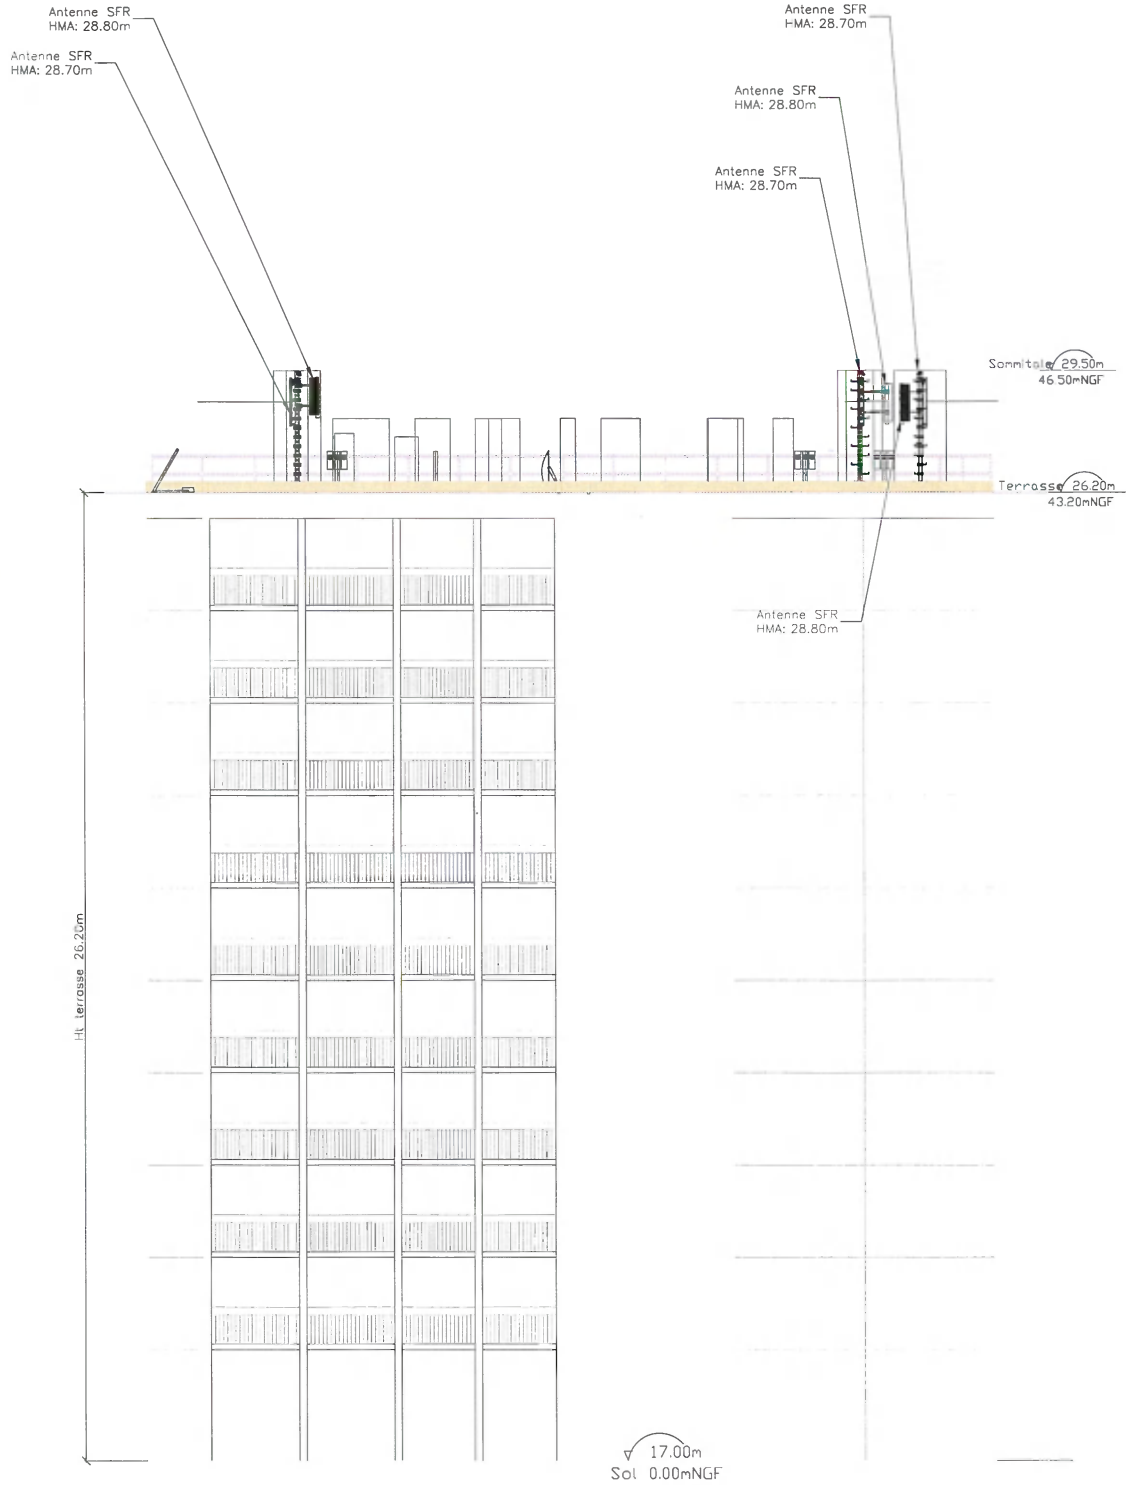 Antenne SFR
HMA: 28.80m
Antenne SFR
HMA: 28.70m
Antenne SFR
HMA: 28.70m
Antenne SFR
HMA: 28.80m
Antenne SFR
HMA: 28.70m
Sommitale 29.50m
46.50mNGF
Terrasse 26.20m
43.20mNGF
Antenne SFR
HMA: 28.80m
Ht terrasse 26.20m
17.00m
Sol 0.00mNGF